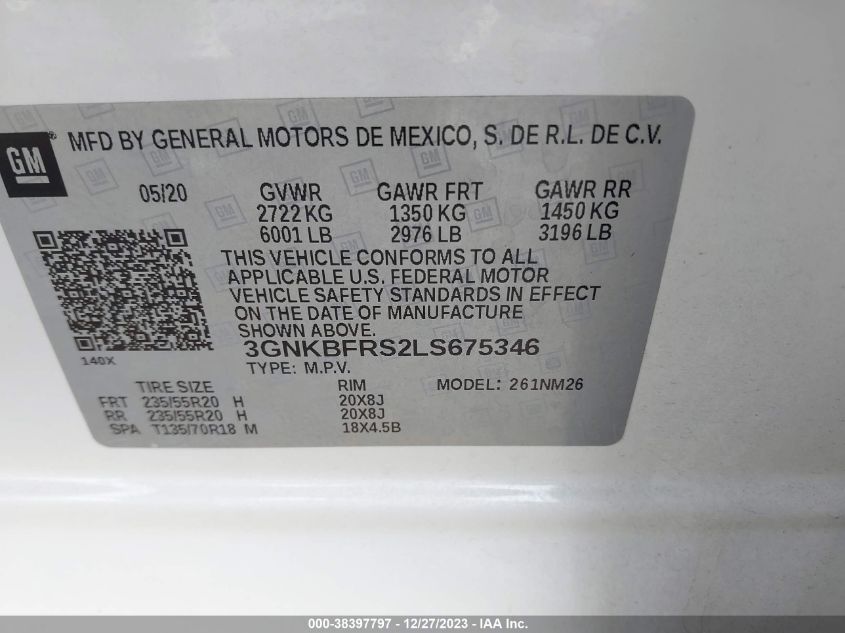 GM
MFD BY GENERAL MOTORS DE MEXICO, S. DE R.L. DE C.V.
05/20 GVWR GAWR FRT GAWR RR
2722 KG 1350 KG 1450 KG
6001 LB 2976 LB 3196 LB
THIS VEHICLE CONFORMS TO ALL
APPLICABLE U.S. FEDERAL MOTOR
VEHICLE SAFETY STANDARDS IN EFFECT
ON THE DATE OF MANUFACTURE
SHOWN ABOVE.
3GNKBFRS2LS675346
140X
TYPE: M.P.V.
TIRE SIZE RIM MODEL: 261NM26
FRT 235/55R20 H 20X8J
RR 235/55R20 H 20X8J
SPA T135/70R18 M 18X4.5B
000-38397797 - 12/27/2023 - IAA Inc.